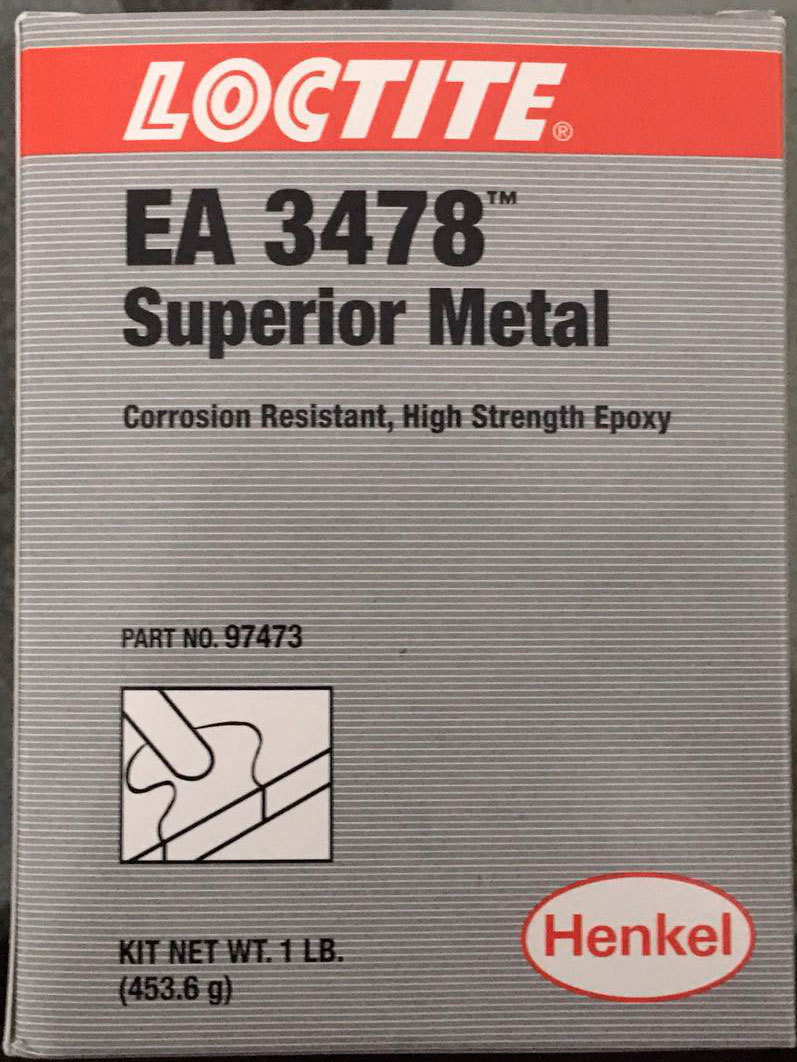 LOCTITE®
EA 3478™
Superior Metal
Corrosion Resistant, High Strength Epoxy
PART NO. 97473
KIT NET WT. 1 LB.
(453.6 g)
Henkel